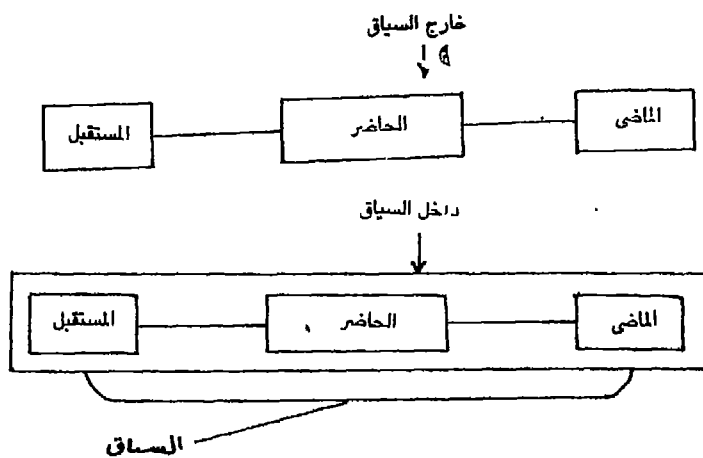 خارج السياق
الماضى الحاضر المستقبل
داخل السياق
الماضى الحاضر المستقبل
السياق